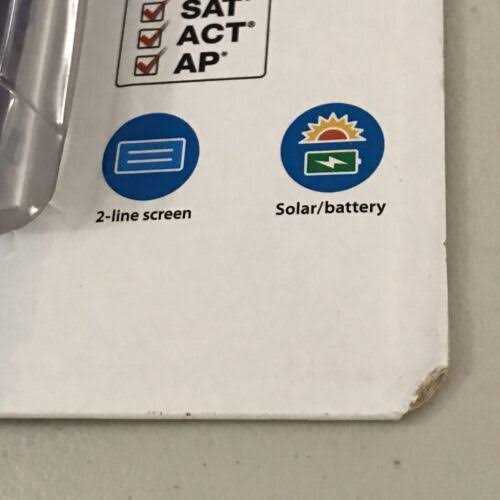 SAT®
ACT®
AP®
2-line screen
Solar/battery